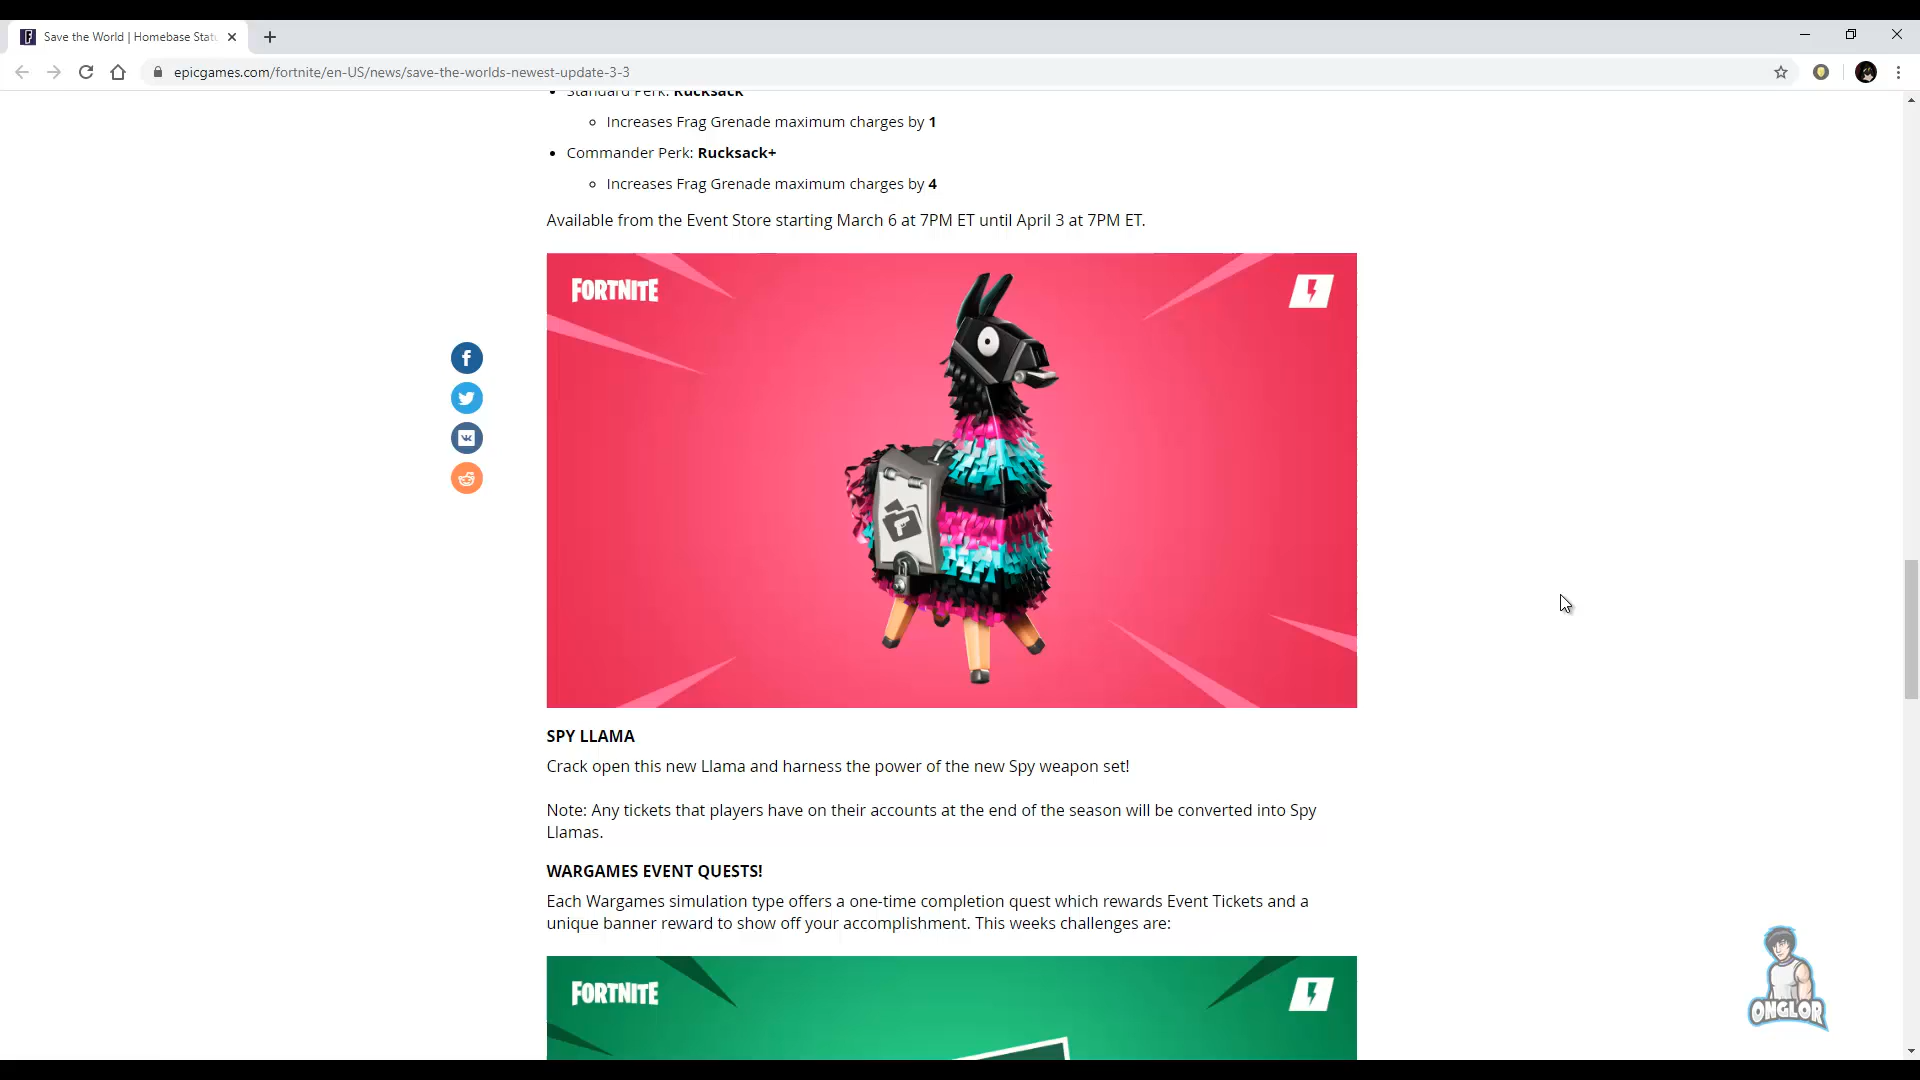 Save the World | Homebase Stat
epicgames.com/fortnite/en-US/news/save-the-worlds-newest-update-3-3
• Standard Perk: Rucksack
◦ Increases Frag Grenade maximum charges by 1
• Commander Perk: Rucksack+
◦ Increases Frag Grenade maximum charges by 4
Available from the Event Store starting March 6 at 7PM ET until April 3 at 7PM ET.
FORTNITE
SPY LLAMA
Crack open this new Llama and harness the power of the new Spy weapon set!
Note: Any tickets that players have on their accounts at the end of the season will be converted into Spy
Llamas.
WARGAMES EVENT QUESTS!
Each Wargames simulation type offers a one-time completion quest which rewards Event Tickets and a
unique banner reward to show off your accomplishment. This weeks challenges are:
FORTNITE
ONGLOR